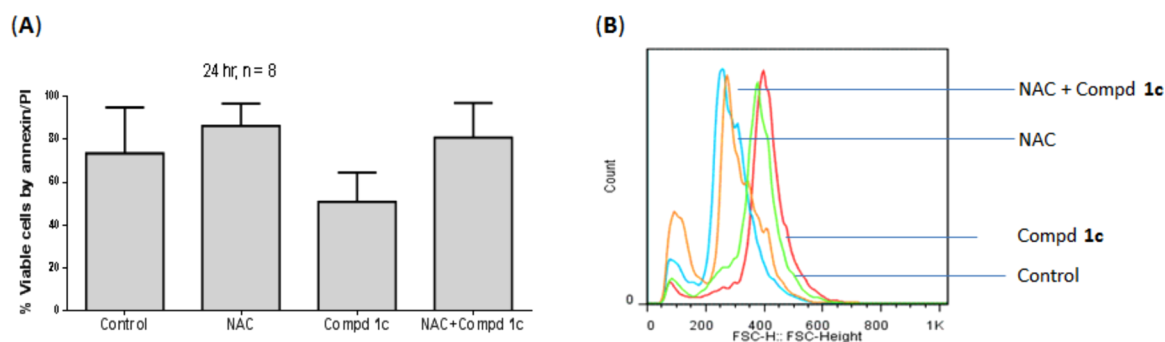 (A)
24 hr, n = 8
% Viable cells by annexin/PI
100
80
60
40
20
0
Control NAC Compd 1c NAC+Compd 1c
(B)
Count
0
0 200 400 600 800 1K
FSC-H:: FSC-Height
NAC + Compd 1c
NAC
Compd 1c
Control